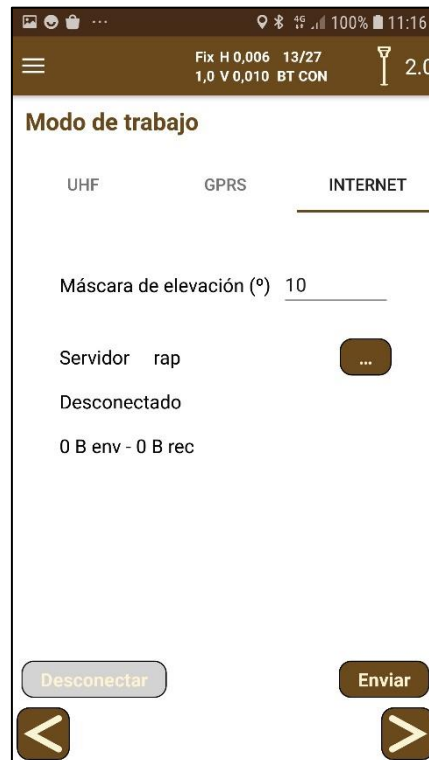 4G 100% 11:16
Fix H 0,006 13/27
1,0 V 0,010 BT CON
2.0
Modo de trabajo
UHF GPRS INTERNET
Máscara de elevación (º) 10
Servidor rap ...
Desconectado
0 B env - 0 B rec
Desconectar Enviar
< >